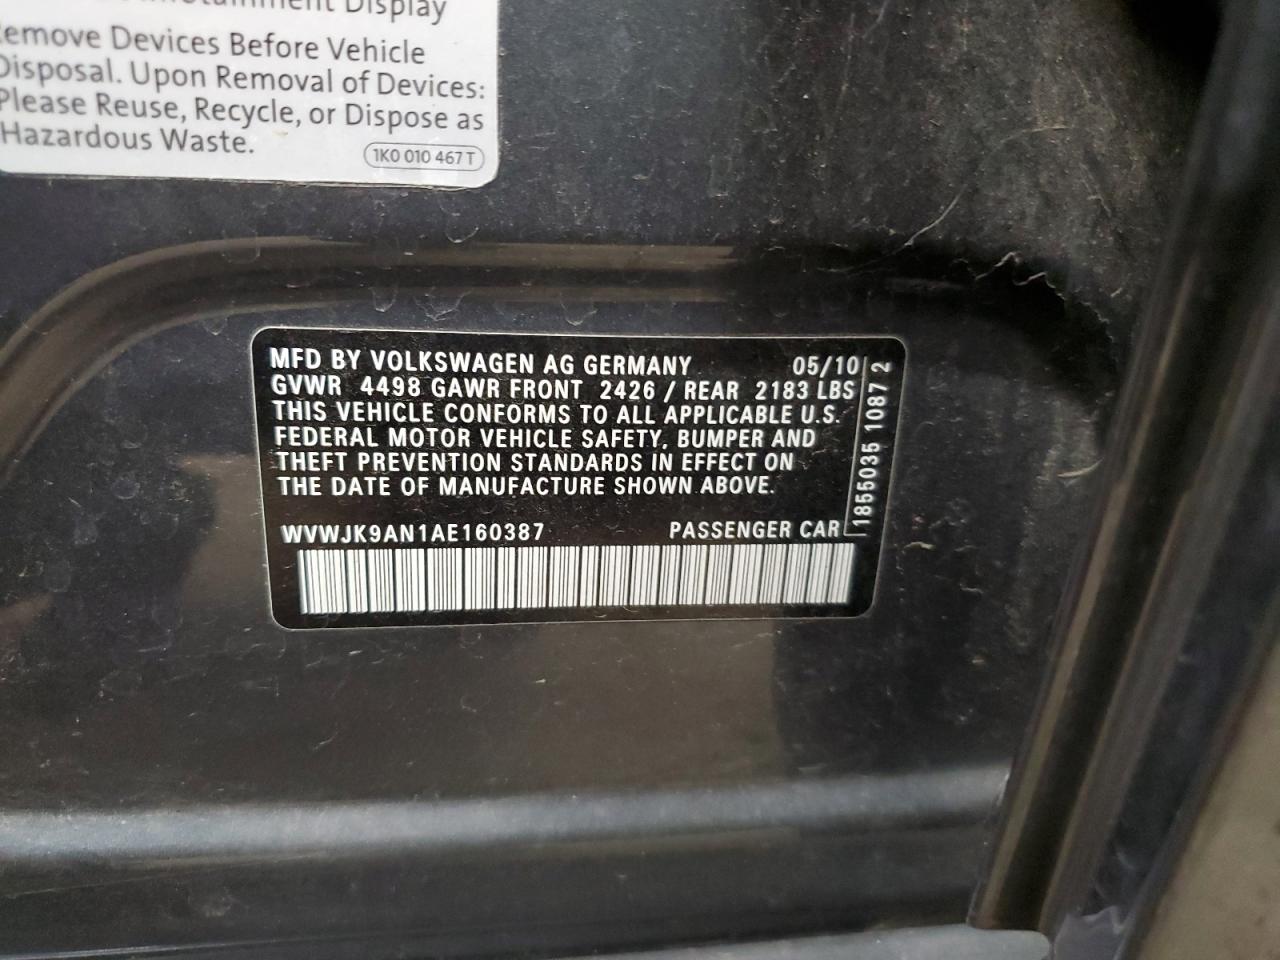 Display
Remove Devices Before Vehicle
Disposal. Upon Removal of Devices:
Please Reuse, Recycle, or Dispose as
Hazardous Waste.
1K0 010 467 T
MFD BY VOLKSWAGEN AG GERMANY 05/10
GVWR 4498 GAWR FRONT 2426 / REAR 2183 LBS
THIS VEHICLE CONFORMS TO ALL APPLICABLE U.S.
FEDERAL MOTOR VEHICLE SAFETY, BUMPER AND
THEFT PREVENTION STANDARDS IN EFFECT ON
THE DATE OF MANUFACTURE SHOWN ABOVE.
WVWJK9AN1AE160387 PASSENGER CAR
1855035 1087 2